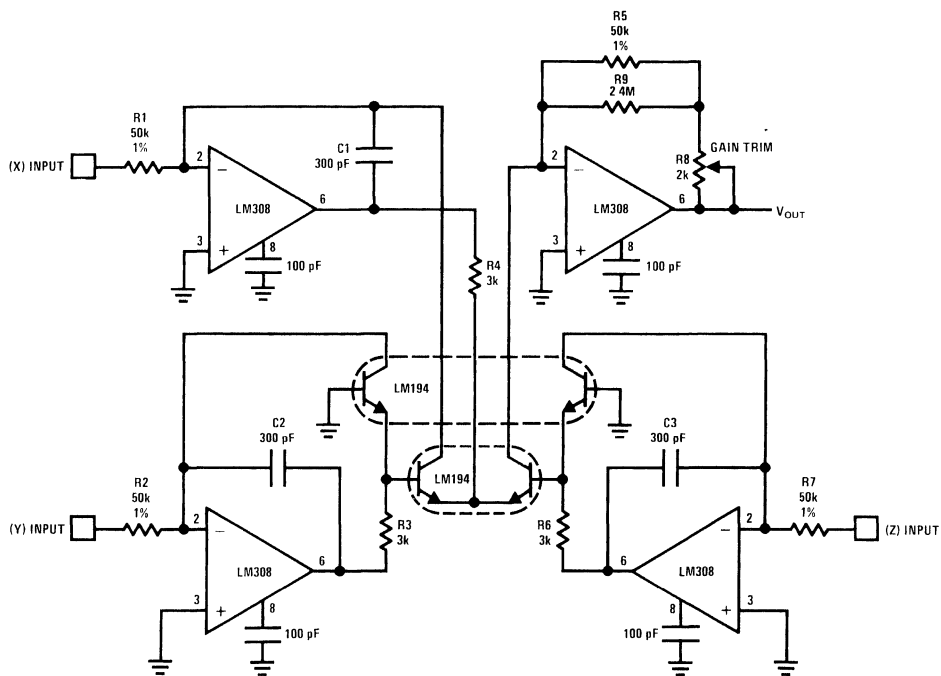 R5
50k
1%
R9
2 4M
R1
50k
1%
(X) INPUT
C1
300 pF
2
−
LM308
6
3
+
8
100 pF
R4
3k
2
−
LM308
6
3
+
8
100 pF
GAIN TRIM
R8
2k
VOUT
LM194
C2
300 pF
LM194
C3
300 pF
R2
50k
1%
(Y) INPUT
2
−
LM308
6
3
+
8
100 pF
R3
3k
R6
3k
6
LM308
2
−
3
+
8
100 pF
R7
50k
1%
(Z) INPUT